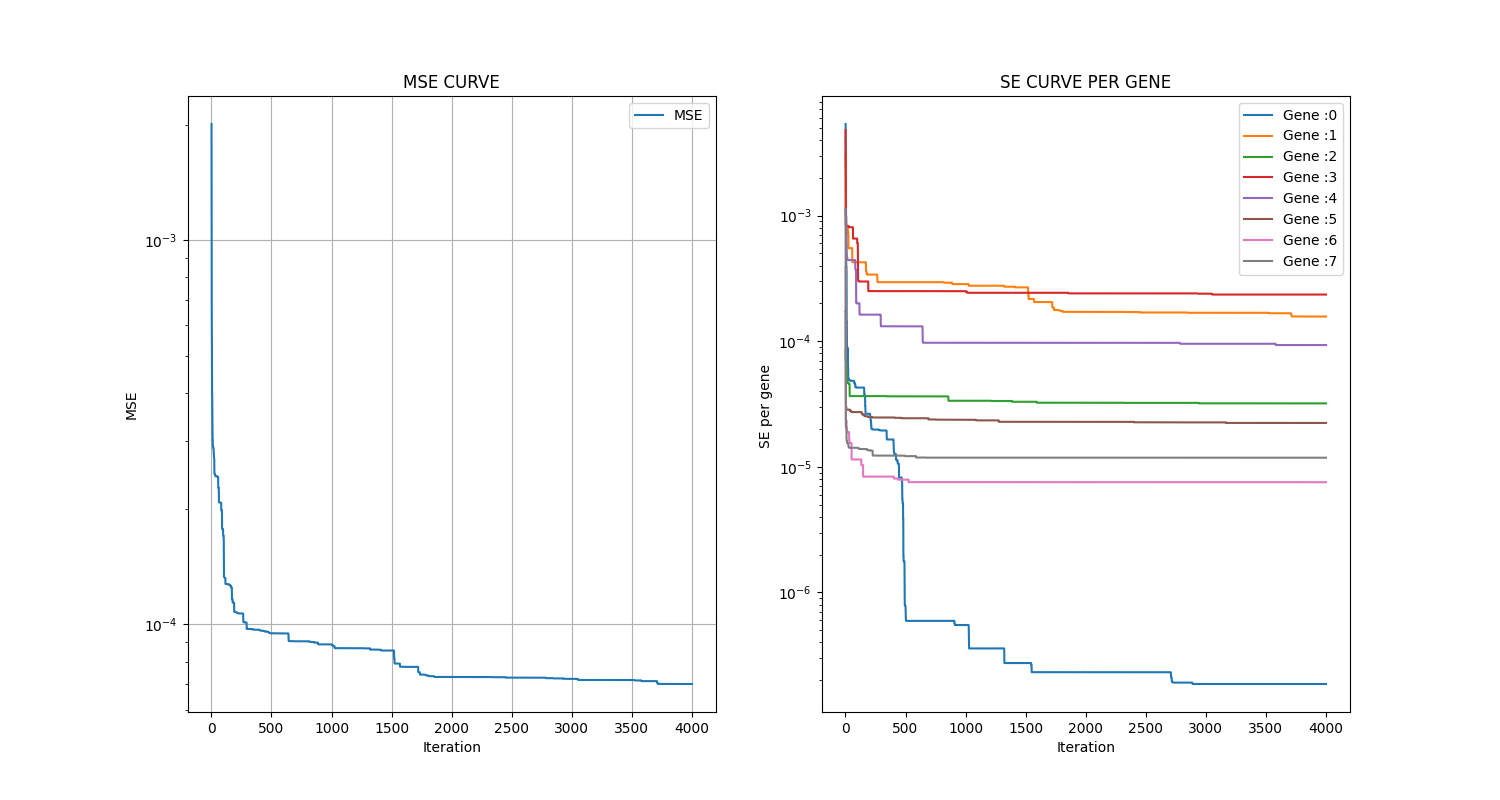 MSE CURVE
MSE
10^-3
10^-4
MSE
0 500 1000 1500 2000 2500 3000 3500 4000
Iteration
SE CURVE PER GENE
Gene :0
Gene :1
Gene :2
Gene :3
Gene :4
Gene :5
Gene :6
Gene :7
10^-3
10^-4
10^-5
10^-6
SE per gene
0 500 1000 1500 2000 2500 3000 3500 4000
Iteration